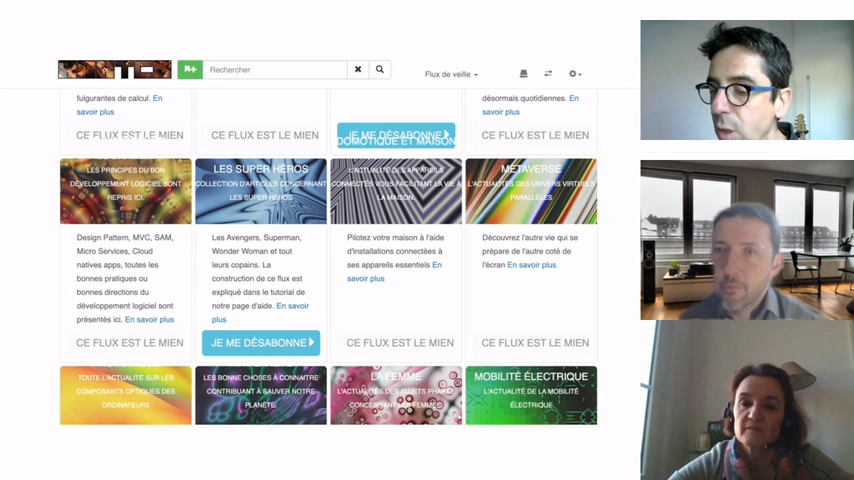 Rechercher
Flux de veille
fulgurantes de calcul. En
savoir plus
CE FLUX EST LE MIEN
CE FLUX EST LE MIEN
JE ME DÉSABONNE
DOMOTIQUE ET MAISON
désormais quotidiennes. En
savoir plus
CE FLUX EST LE MIEN
LES PRINCIPES DU BON
DÉVELOPPEMENT LOGICIEL SONT
REPRIS ICI.
Design Pattern, MVC, SAM,
Micro Services, Cloud
natives apps, toutes les
bonnes pratiques ou
bonnes directions du
développement logiciel sont
présentés ici. En savoir plus
CE FLUX EST LE MIEN
LES SUPER HÉROS
COLLECTION D'ARTICLES CONCERNANT
LES SUPER HÉROS
Les Avengers, Superman,
Wonder Woman et tout
leurs copains. La
construction de ce flux est
expliqué dans le tutorial de
notre page d'aide. En savoir
plus
JE ME DÉSABONNE
L'ACTUALITÉ DES APPAREILS
CONNECTÉS VOUS FACILITANT LA VIE À
LA MAISON.
Pilotez votre maison à l'aide
d'installations connectées à
ses appareils essentiels En
savoir plus
CE FLUX EST LE MIEN
METAVERSE
L'ACTUALITÉS DES UNIVERS VIRTUELS
PARALLÈLES
Découvrez l'autre vie qui se
prépare de l'autre coté de
l'écran En savoir plus
CE FLUX EST LE MIEN
TOUTE L'ACTUALITÉ SUR LES
COMPOSANTS OPTIQUES DES
ORDINATEURS
LES BONNE CHOSES À CONNAITRE
CONTRIBUANT À SAUVER NOTRE
PLANÈTE.
LA FEMME
L'ACTUALITÉS DES SUJETS PHARES
CONCERNANT LES FEMMES
MOBILITÉ ÉLECTRIQUE
L'ACTUALITÉ DE LA MOBILITÉ
ÉLECTRIQUE